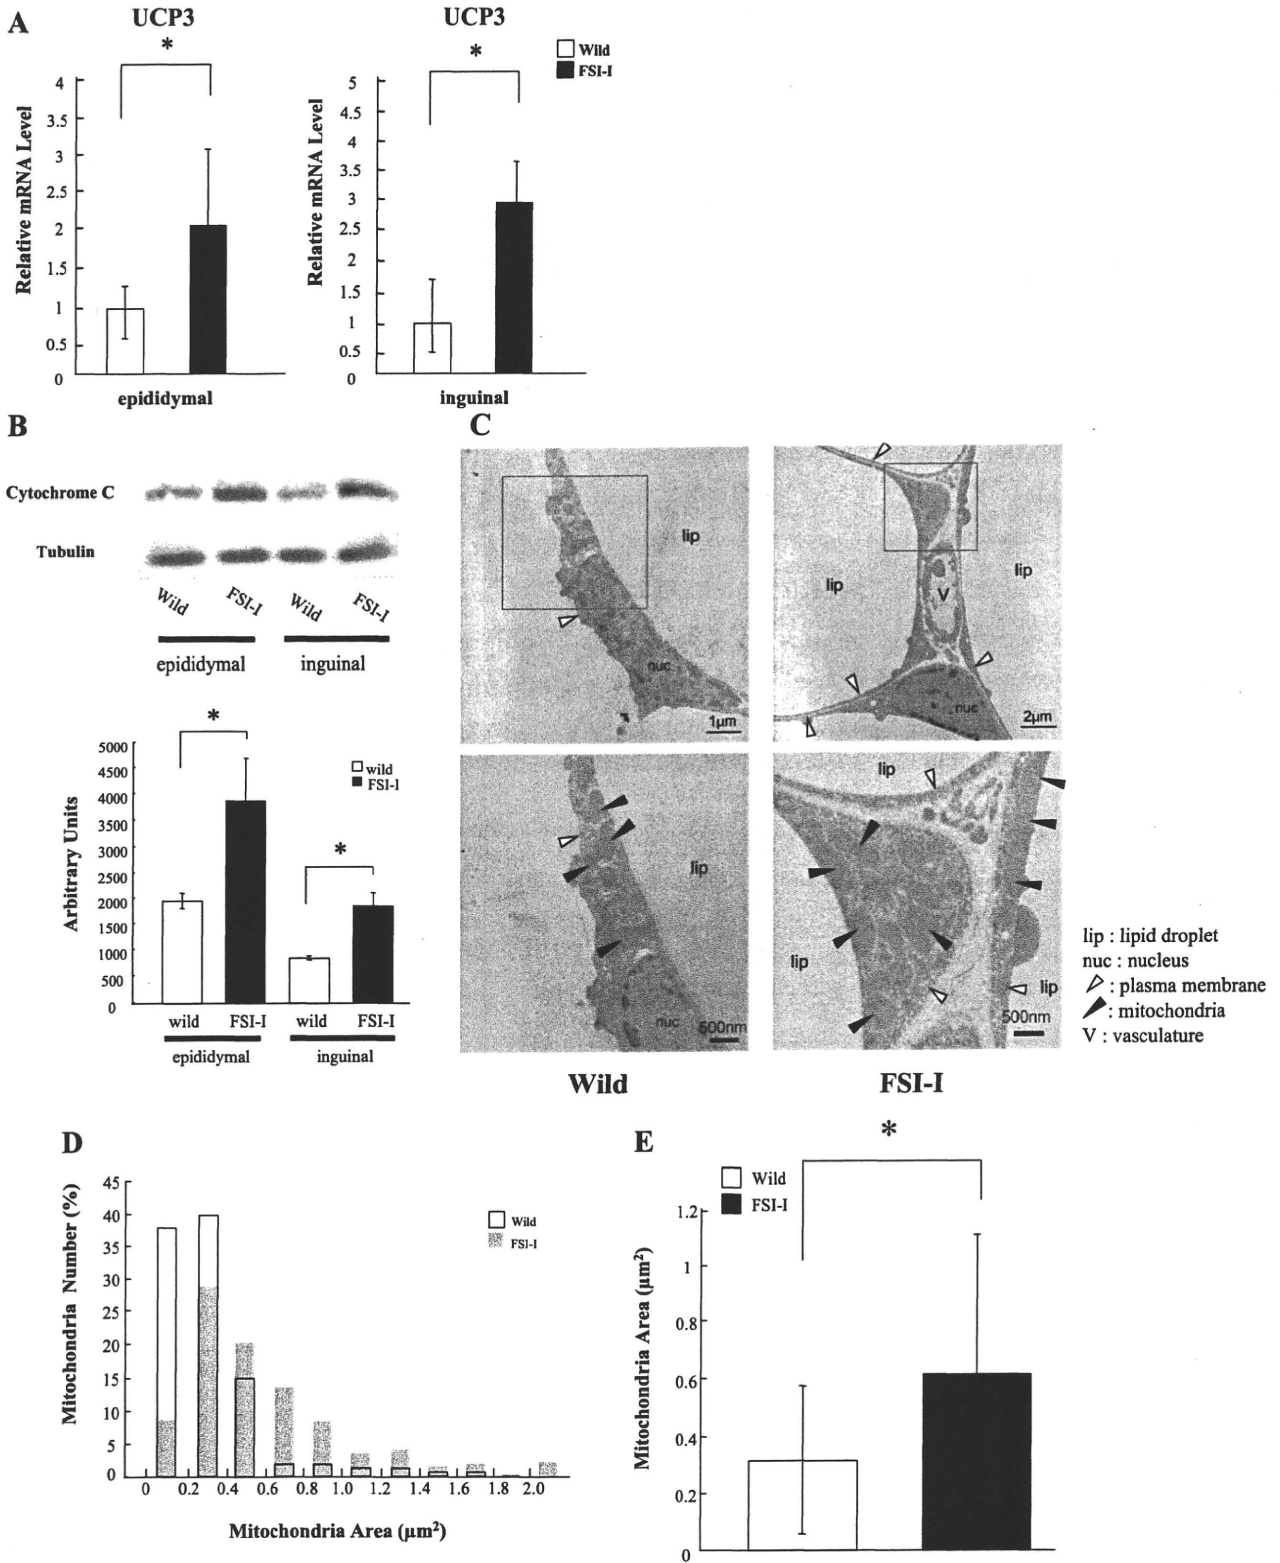 A
UCP3
*
Relative mRNA Level
4
3.5
3
2.5
2
1.5
1
0.5
0
epididymal
UCP3
*
Wild
FSI-I
Relative mRNA Level
5
4.5
4
3.5
3
2.5
2
1.5
1
0.5
0
inguinal
B
Cytochrome C
Tubulin
Wild
FSI-I
Wild
FSI-I
epididymal
inguinal
*
*
wild
FSI-I
Arbitrary Units
5000
4500
4000
3500
3000
2500
2000
1500
1000
500
0
wild FSI-I wild FSI-I
epididymal inguinal
C
lip
nuc
1μm
lip
lip
V
nuc
2μm
lip
nuc
500nm
lip
lip
lip
500nm
lip : lipid droplet
nuc : nucleus
: plasma membrane
: mitochondria
V : vasculature
Wild
FSI-I
D
Mitochondria Number (%)
45
40
35
30
25
20
15
10
5
0
Wild
FSI-I
0 0.2 0.4 0.6 0.8 1.0 1.2 1.4 1.6 1.8 2.0
Mitochondria Area (μm²)
E
*
Wild
FSI-I
Mitochondria Area (μm²)
1.2
1
0.8
0.6
0.4
0.2
0